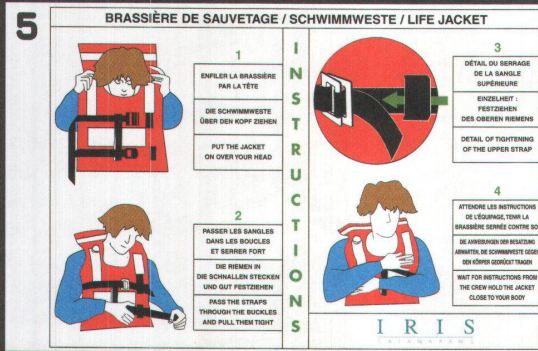 5
BRASSIÈRE DE SAUVETAGE / SCHWIMMWESTE / LIFE JACKET
1
ENFILER LA BRASSIÈRE
PAR LA TÊTE
DIE SCHWIMMWESTE
ÜBER DEN KOPF ZIEHEN
PUT THE JACKET
ON OVER YOUR HEAD
2
PASSER LES SANGLES
DANS LES BOUCLES
ET SERRER FORT
DIE RIEMEN IN
DIE SCHNALLEN STECKEN
UND GUT FESTZIEHEN
PASS THE STRAPS
THROUGH THE BUCKLES
AND PULL THEM TIGHT
INSTRUCTIONS
3
DÉTAIL DU SERRAGE
DE LA SANGLE
SUPÉRIEURE
EINZELHEIT :
FESTZIEHEN
DES OBEREN RIEMENS
DETAIL OF TIGHTENING
OF THE UPPER STRAP
4
ATTENDRE LES INSTRUCTIONS
DE L'ÉQUIPAGE, TENIR LA
BRASSIÈRE SERRÉE CONTRE SO
DIE ANWEISUNGEN DER BESATZUNG
ABWARTEN, DIE SCHWIMMWESTE GEGEN
DEN KÖRPER GEDRÜCKT TRAGEN
WAIT FOR INSTRUCTIONS FROM
THE CREW HOLD THE JACKET
CLOSE TO YOUR BODY
IRIS
CATAMARANS